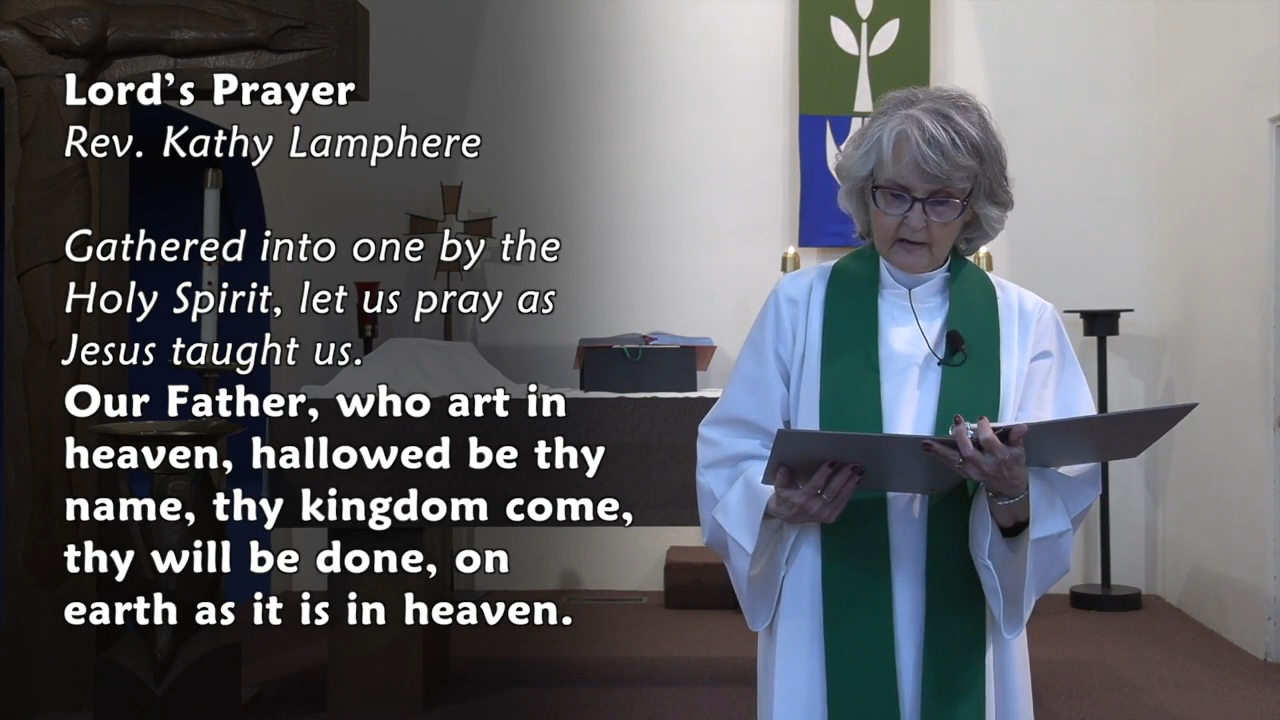 Lord's Prayer
Rev. Kathy Lamphere
Gathered into one by the
Holy Spirit, let us pray as
Jesus taught us.
Our Father, who art in
heaven, hallowed be thy
name, thy kingdom come,
thy will be done, on
earth as it is in heaven.